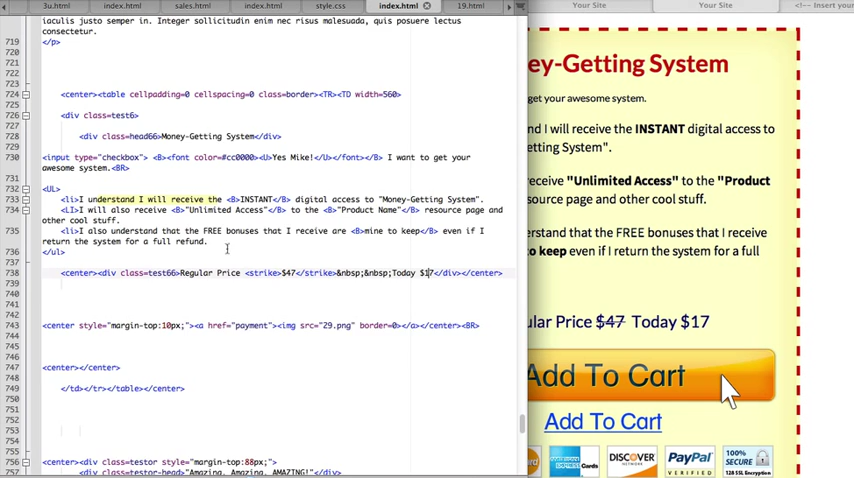 3u.html index.html sales.html index.html style.css index.html 19.html
Your Site Your Site <!-- Insert your
iaculis justo semper in. Integer sollicitudin enim nec risus malesuada, quis posuere lectus
consectetur.
719 </p>
720
721
722
723
724 <center><table cellpadding=0 cellspacing=0 class=border><TR><TD width=560>
725
726 <div class=test6>
727
728 <div class=head66>Money-Getting System</div>
729
730 <input type="checkbox"> <B><font color=#cc0000><U>Yes Mike!</U></font></B> I want to get your
awesome system.<BR>
731
732 <UL>
733 <li>I understand I will receive the <B>INSTANT</B> digital access to "Money-Getting System".
734 <LI>I will also receive <B>"Unlimited Access"</B> to the <B>"Product Name"</B> resource page and
other cool stuff.
735 <li>I also understand that the FREE bonuses that I receive are <B>mine to keep</B> even if I
return the system for a full refund.
736 </ul>
737
738 <center><div class=test66>Regular Price <strike>$47</strike>&nbsp;&nbsp;Today $17</div></center>
739
740
741
742
743 <center style="margin-top:10px;"><a href="payment"><img src="29.png" border=0></a></center><BR>
744
745
746
747 <center></center>
748
749 </td></tr></table></center>
750
751
752
753
754
755
756 <center><div class=testor style="margin-top:88px;">
757 <div class=testor-head>"Amazing, Amazing, AMAZING!"</div>
ey-Getting System
get your awesome system.
nd I will receive the INSTANT digital access to
etting System".
receive "Unlimited Access" to the "Product
source page and other cool stuff.
rstand that the FREE bonuses that I receive
o keep even if I return the system for a full
ular Price $47 Today $17
Add To Cart
Add To Cart
AMERICAN EXPRESS Cards DISCOVER NETWORK PayPal VERIFIED 100% SECURE 128 BIT SSL